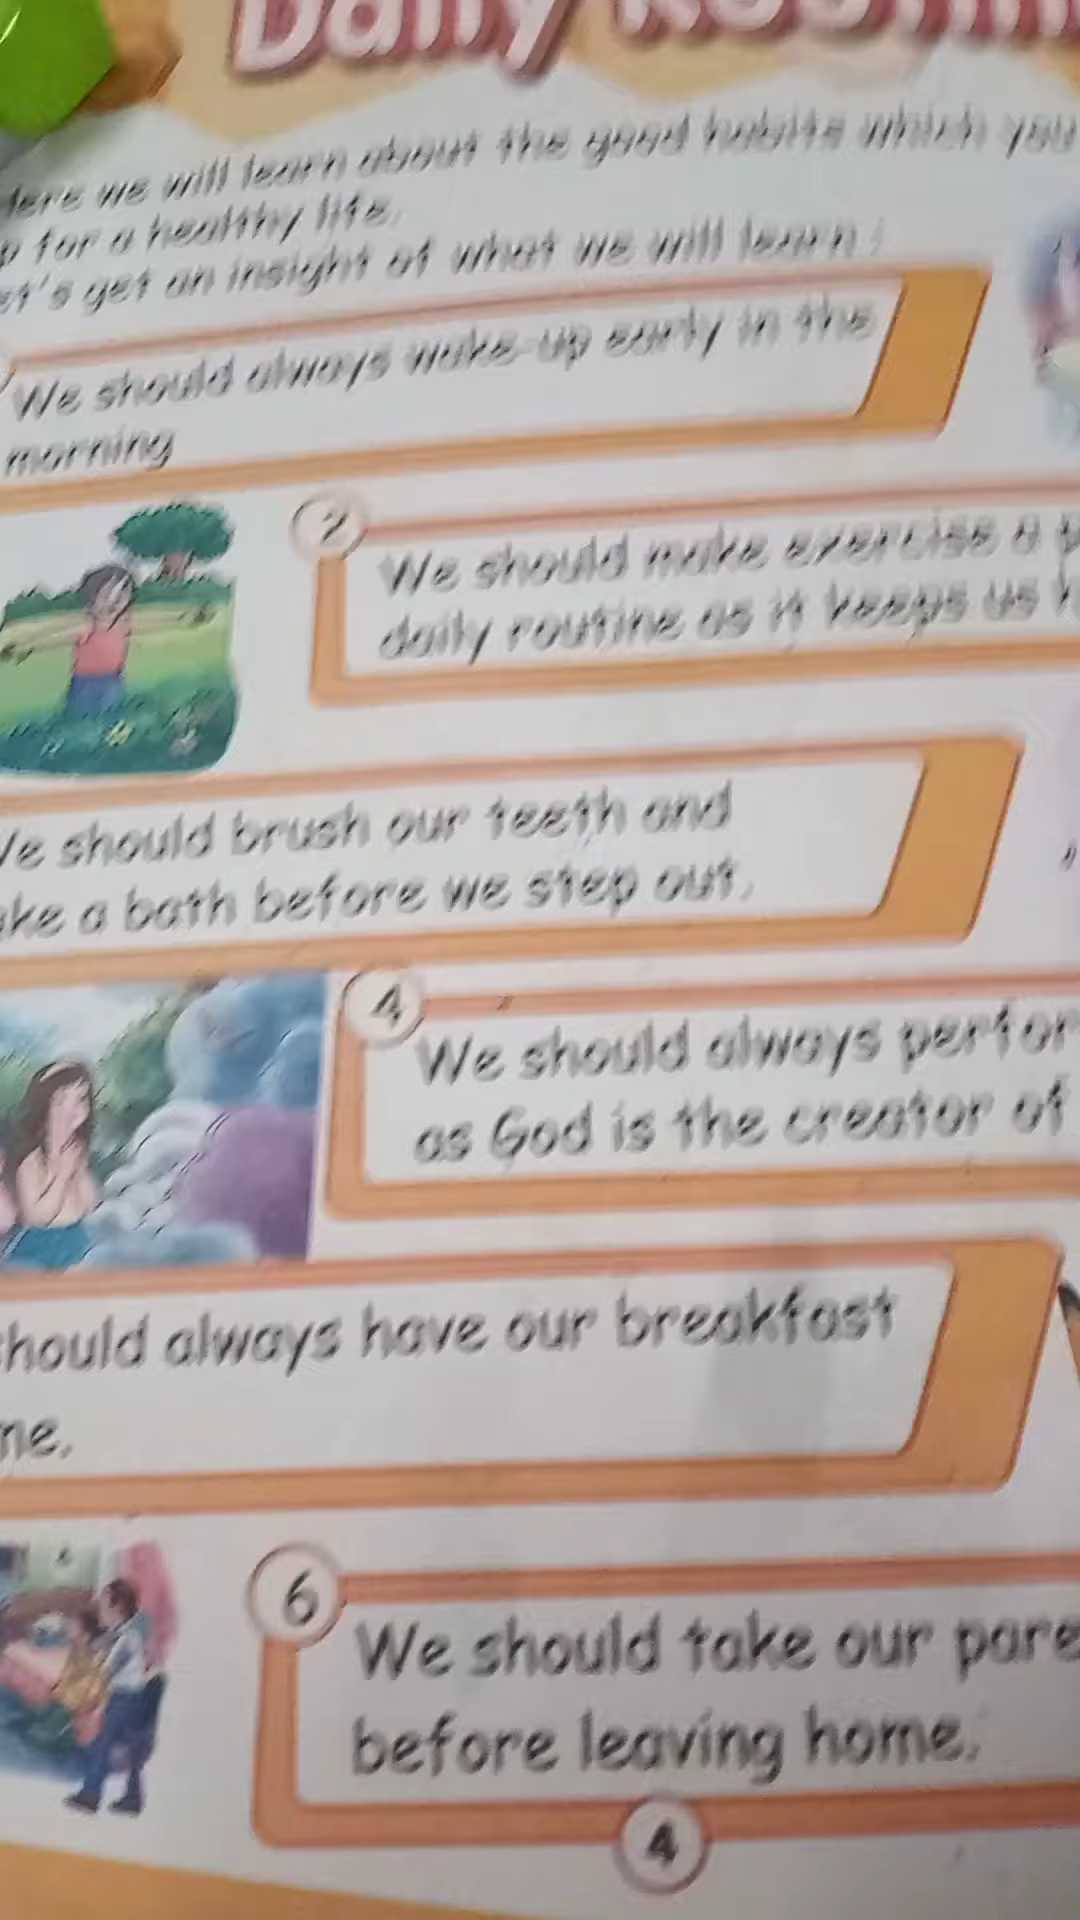 Daily
Here we will learn about the good habits which you
for a healthy life.
Let's get an insight of what we will learn :
We should always wake-up early in the
morning
2
We should make exercise a
daily routine as it keeps us
We should brush our teeth and
take a bath before we step out.
4
We should always
as God is the creator of
should always have our breakfast
6
We should take our
before leaving home.
4